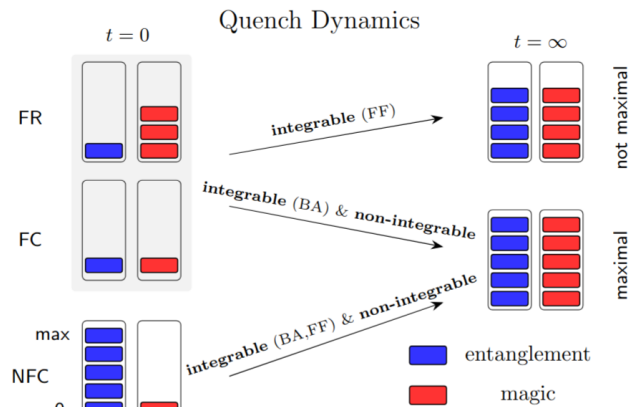 Quench Dynamics
t = 0
t = ∞
FR
integrable (FF)
not maximal
integrable (BA) & non-integrable
FC
maximal
integrable (BA,FF) & non-integrable
max
NFC
entanglement
magic